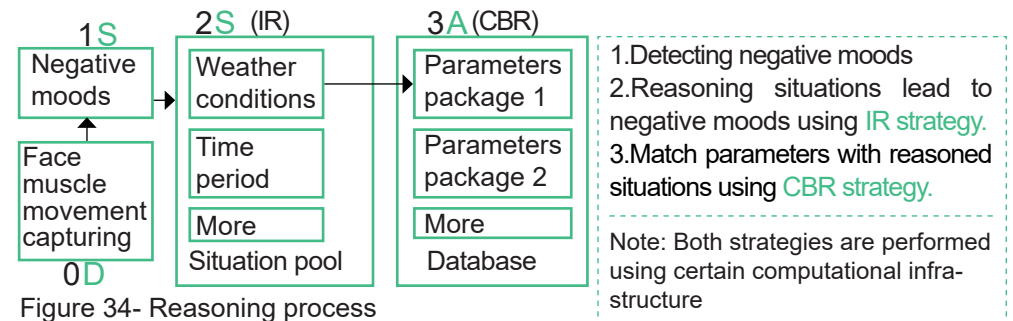 1S
Negative
moods
Face
muscle
movement
capturing
0D
2S (IR)
Weather
conditions
Time
period
More
Situation pool
3A (CBR)
Parameters
package 1
Parameters
package 2
More
Database
1.Detecting negative moods
2.Reasoning situations lead to
negative moods using IR strategy.
3.Match parameters with reasoned
situations using CBR strategy.
Note: Both strategies are performed
using certain computational infra-
structure
Figure 34- Reasoning process